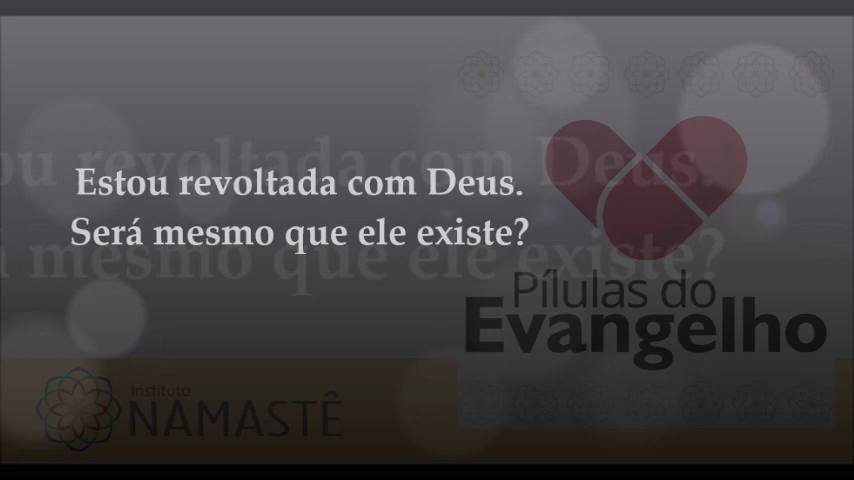 Estou revoltada com Deus.
Será mesmo que ele existe?
Pílulas do
Evangelho
Instituto
NAMASTÊ